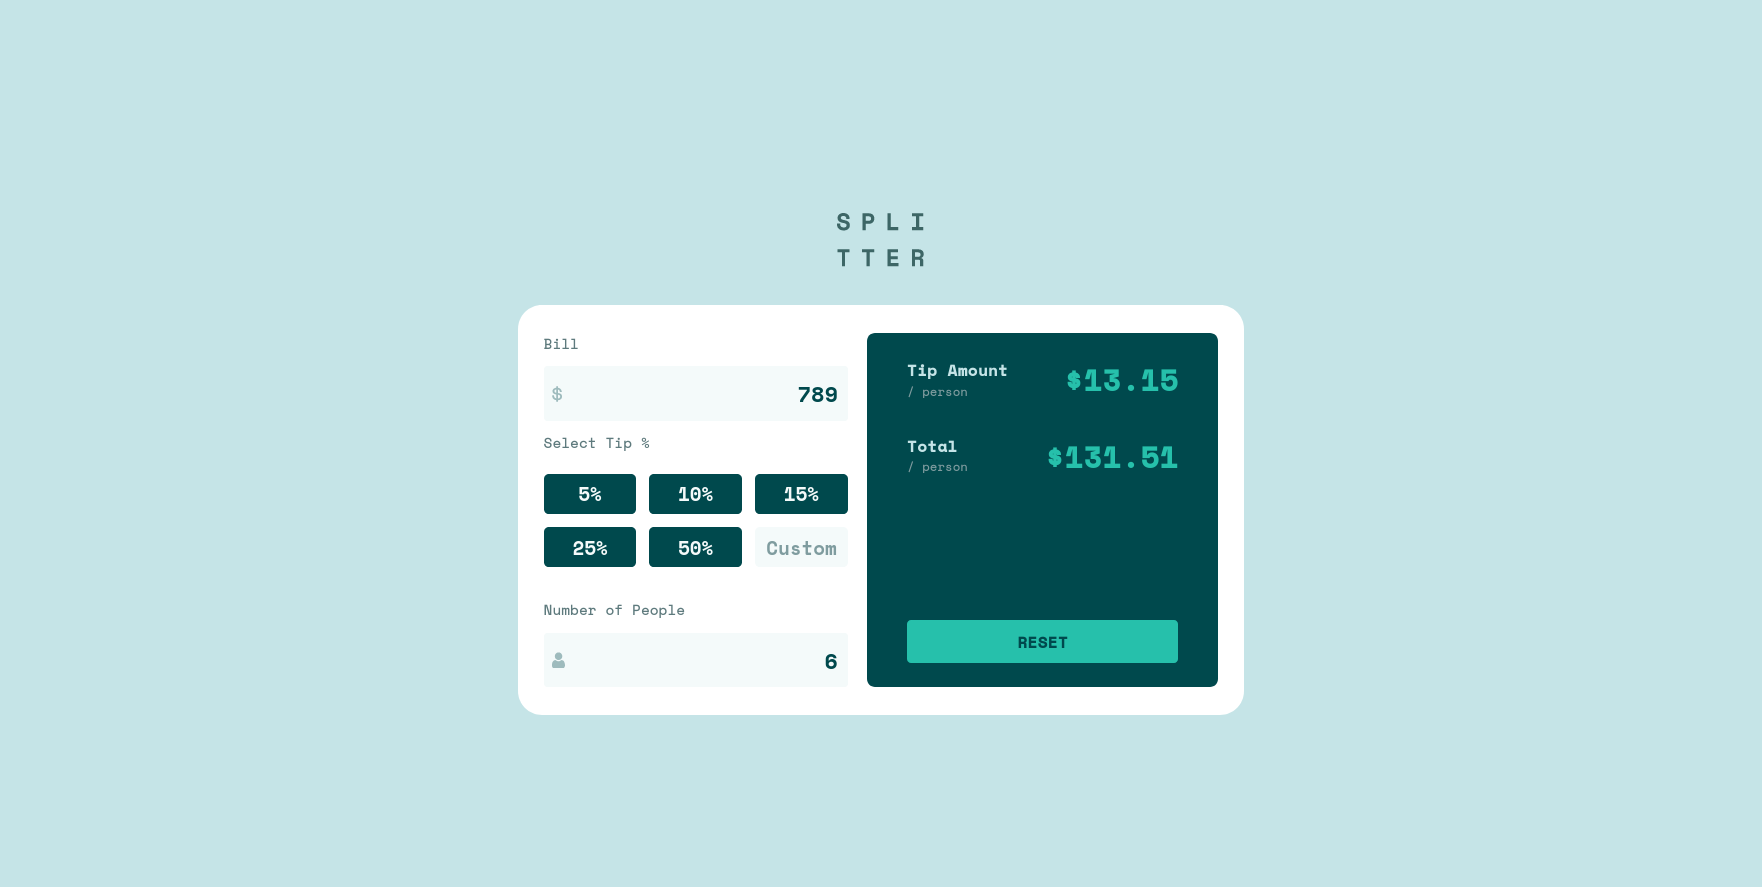 SPLI
TTER
Bill
$
789
Select Tip %
5%
10%
15%
25%
50%
Custom
Number of People
6
Tip Amount
/ person
$13.15
Total
/ person
$131.51
RESET